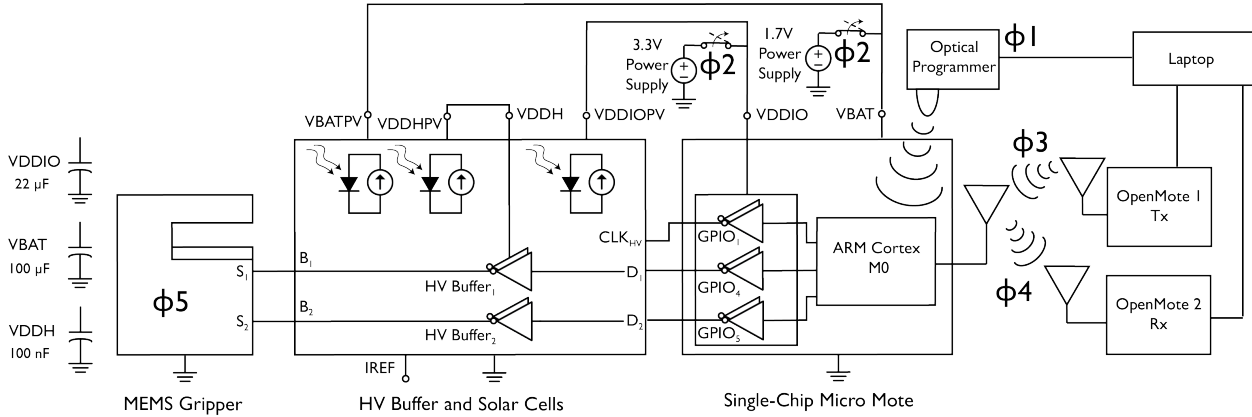 3.3V
Power
Supply
ϕ2
1.7V
Power
Supply
ϕ2
Optical
Programmer
ϕ1
Laptop
VBATPV
VDDHPV
VDDH
VDDIOPV
VDDIO
VBAT
VDDIO
22 µF
VBAT
100 µF
VDDH
100 nF
ϕ3
OpenMote 1
Tx
ϕ4
OpenMote 2
Rx
CLKHV
GPIO1
GPIO4
GPIO5
ARM Cortex
M0
S1
B1
HV Buffer1
D1
ϕ5
S2
B2
HV Buffer2
D2
IREF
MEMS Gripper
HV Buffer and Solar Cells
Single-Chip Micro Mote